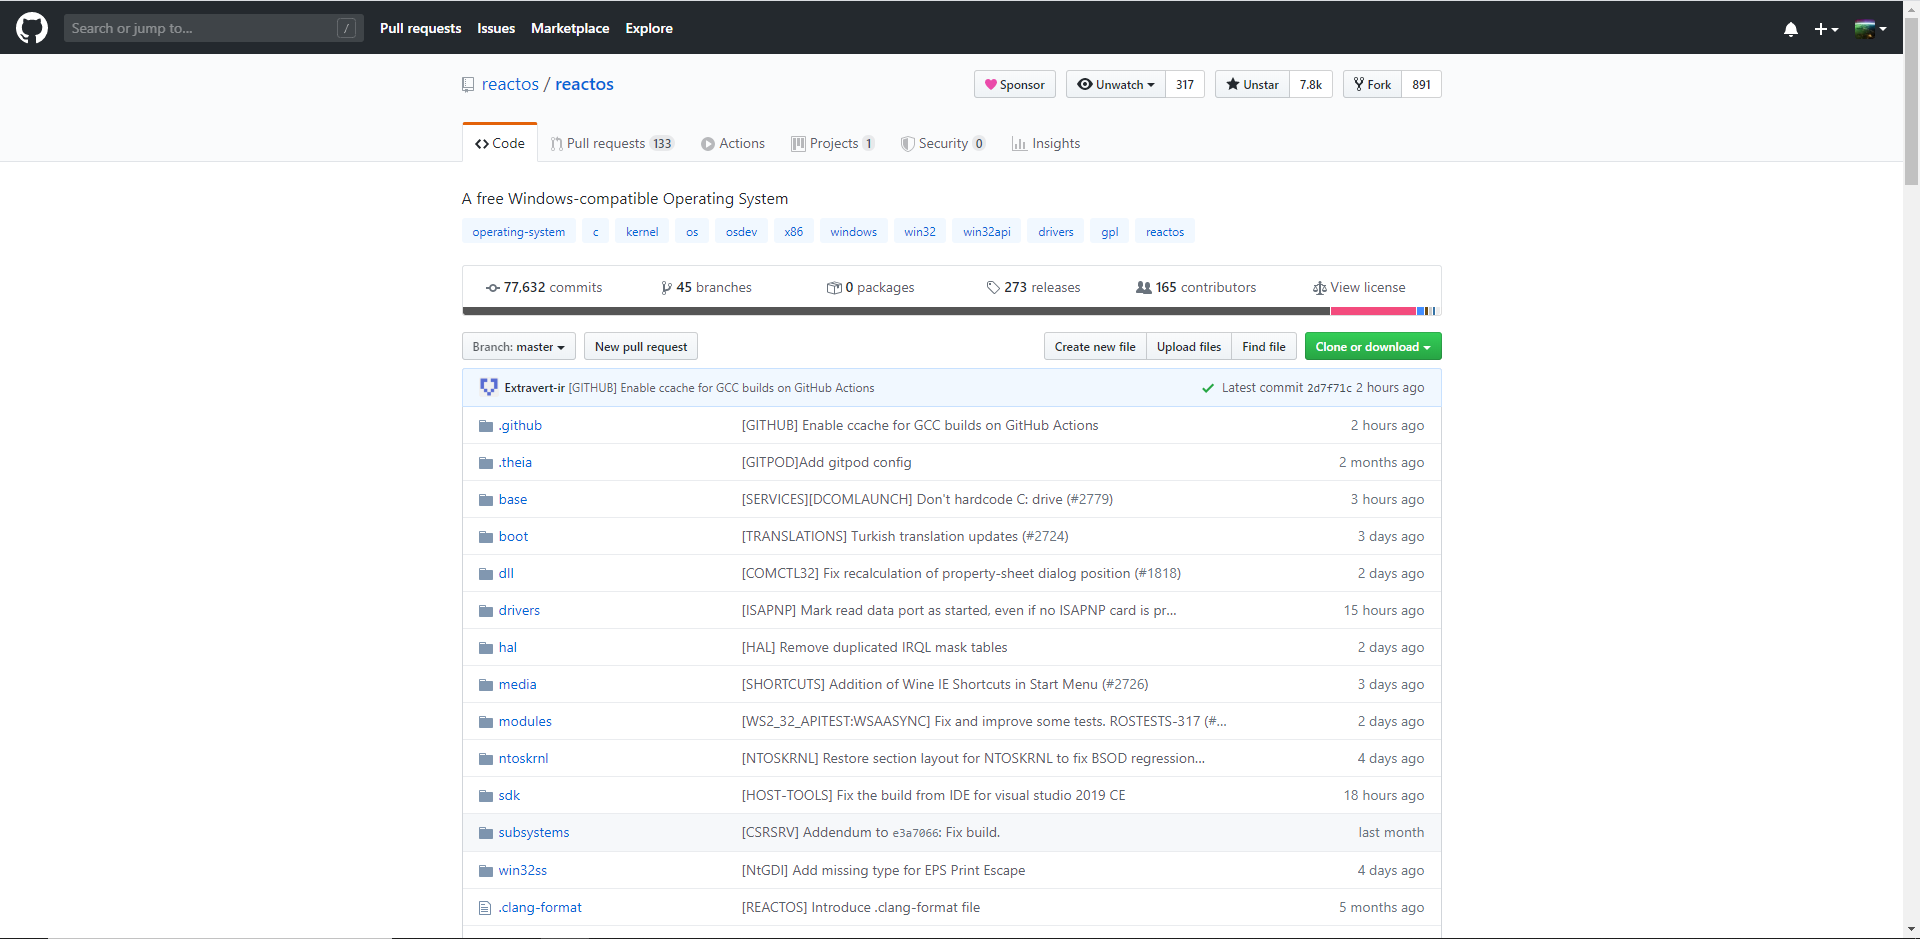 Search or jump to... / Pull requests Issues Marketplace Explore
reactos / reactos Sponsor Unwatch 317 Unstar 7.8k Fork 891
Code Pull requests 133 Actions Projects 1 Security 0 Insights
A free Windows-compatible Operating System
operating-system c kernel os osdev x86 windows win32 win32api drivers gpl reactos
77,632 commits 45 branches 0 packages 273 releases 165 contributors View license
Branch: master New pull request Create new file Upload files Find file Clone or download
Extravert-ir [GITHUB] Enable ccache for GCC builds on GitHub Actions Latest commit 2d7f71c 2 hours ago
.github [GITHUB] Enable ccache for GCC builds on GitHub Actions 2 hours ago
.theia [GITPOD]Add gitpod config 2 months ago
base [SERVICES][DCOMLAUNCH] Don't hardcode C: drive (#2779) 3 hours ago
boot [TRANSLATIONS] Turkish translation updates (#2724) 3 days ago
dll [COMCTL32] Fix recalculation of property-sheet dialog position (#1818) 2 days ago
drivers [ISAPNP] Mark read data port as started, even if no ISAPNP card is pr... 15 hours ago
hal [HAL] Remove duplicated IRQL mask tables 2 days ago
media [SHORTCUTS] Addition of Wine IE Shortcuts in Start Menu (#2726) 3 days ago
modules [WS2_32_APITEST:WSAASYNC] Fix and improve some tests. ROSTESTS-317 (#... 2 days ago
ntoskrnl [NTOSKRNL] Restore section layout for NTOSKRNL to fix BSOD regression... 4 days ago
sdk [HOST-TOOLS] Fix the build from IDE for visual studio 2019 CE 18 hours ago
subsystems [CSRSRV] Addendum to e3a7066: Fix build. last month
win32ss [NtGDI] Add missing type for EPS Print Escape 4 days ago
.clang-format [REACTOS] Introduce .clang-format file 5 months ago